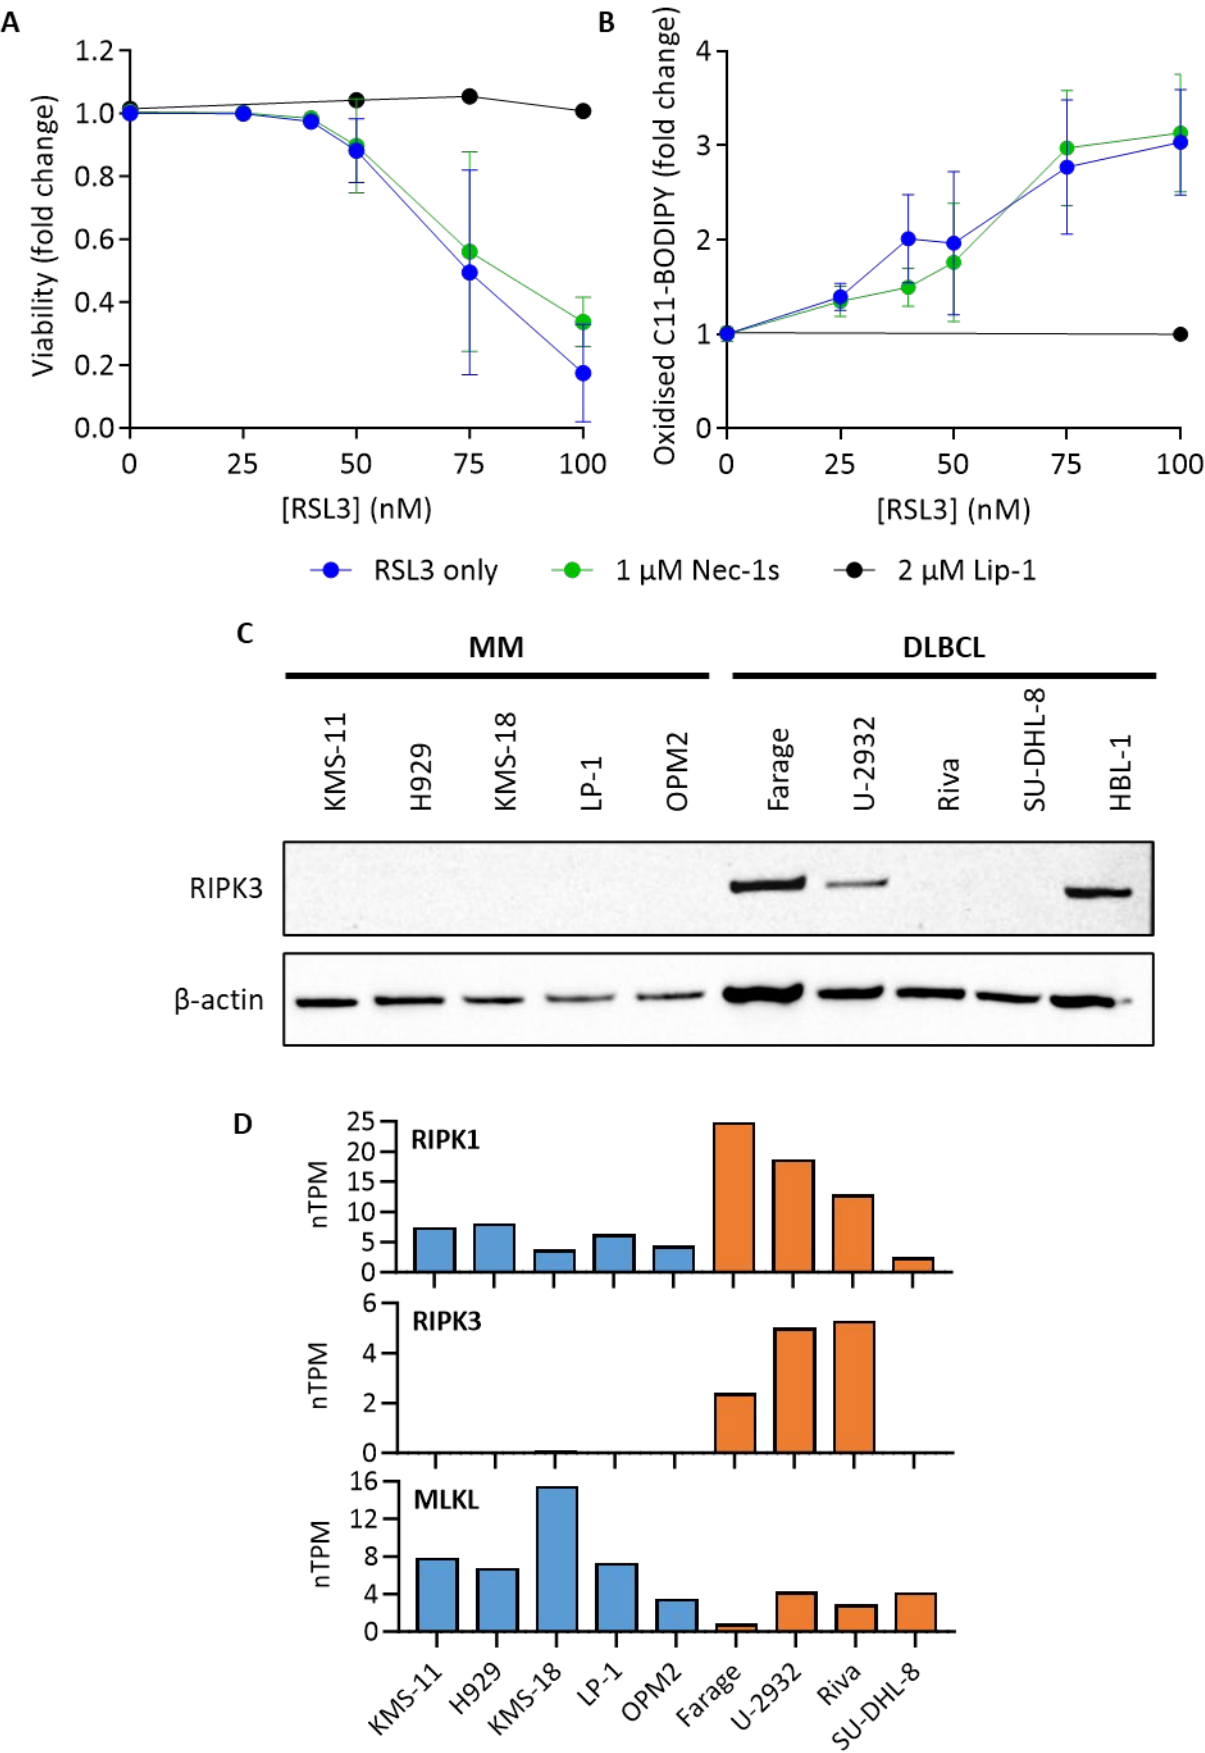 A
B
1.2
1.0
0.8
0.6
0.4
0.2
0.0
Viability (fold change)
0 25 50 75 100
[RSL3] (nM)
4
3
2
1
0
Oxidised C11-BODIPY (fold change)
0 25 50 75 100
[RSL3] (nM)
RSL3 only 1 µM Nec-1s 2 µM Lip-1
C
MM DLBCL
KMS-11 H929 KMS-18 LP-1 OPM2 Farage U-2932 Riva SU-DHL-8 HBL-1
RIPK3
β-actin
D
RIPK1
25
20
15
10
5
0
nTPM
RIPK3
6
4
2
0
nTPM
MLKL
16
12
8
4
0
nTPM
KMS-11 H929 KMS-18 LP-1 OPM2 Farage U-2932 Riva SU-DHL-8